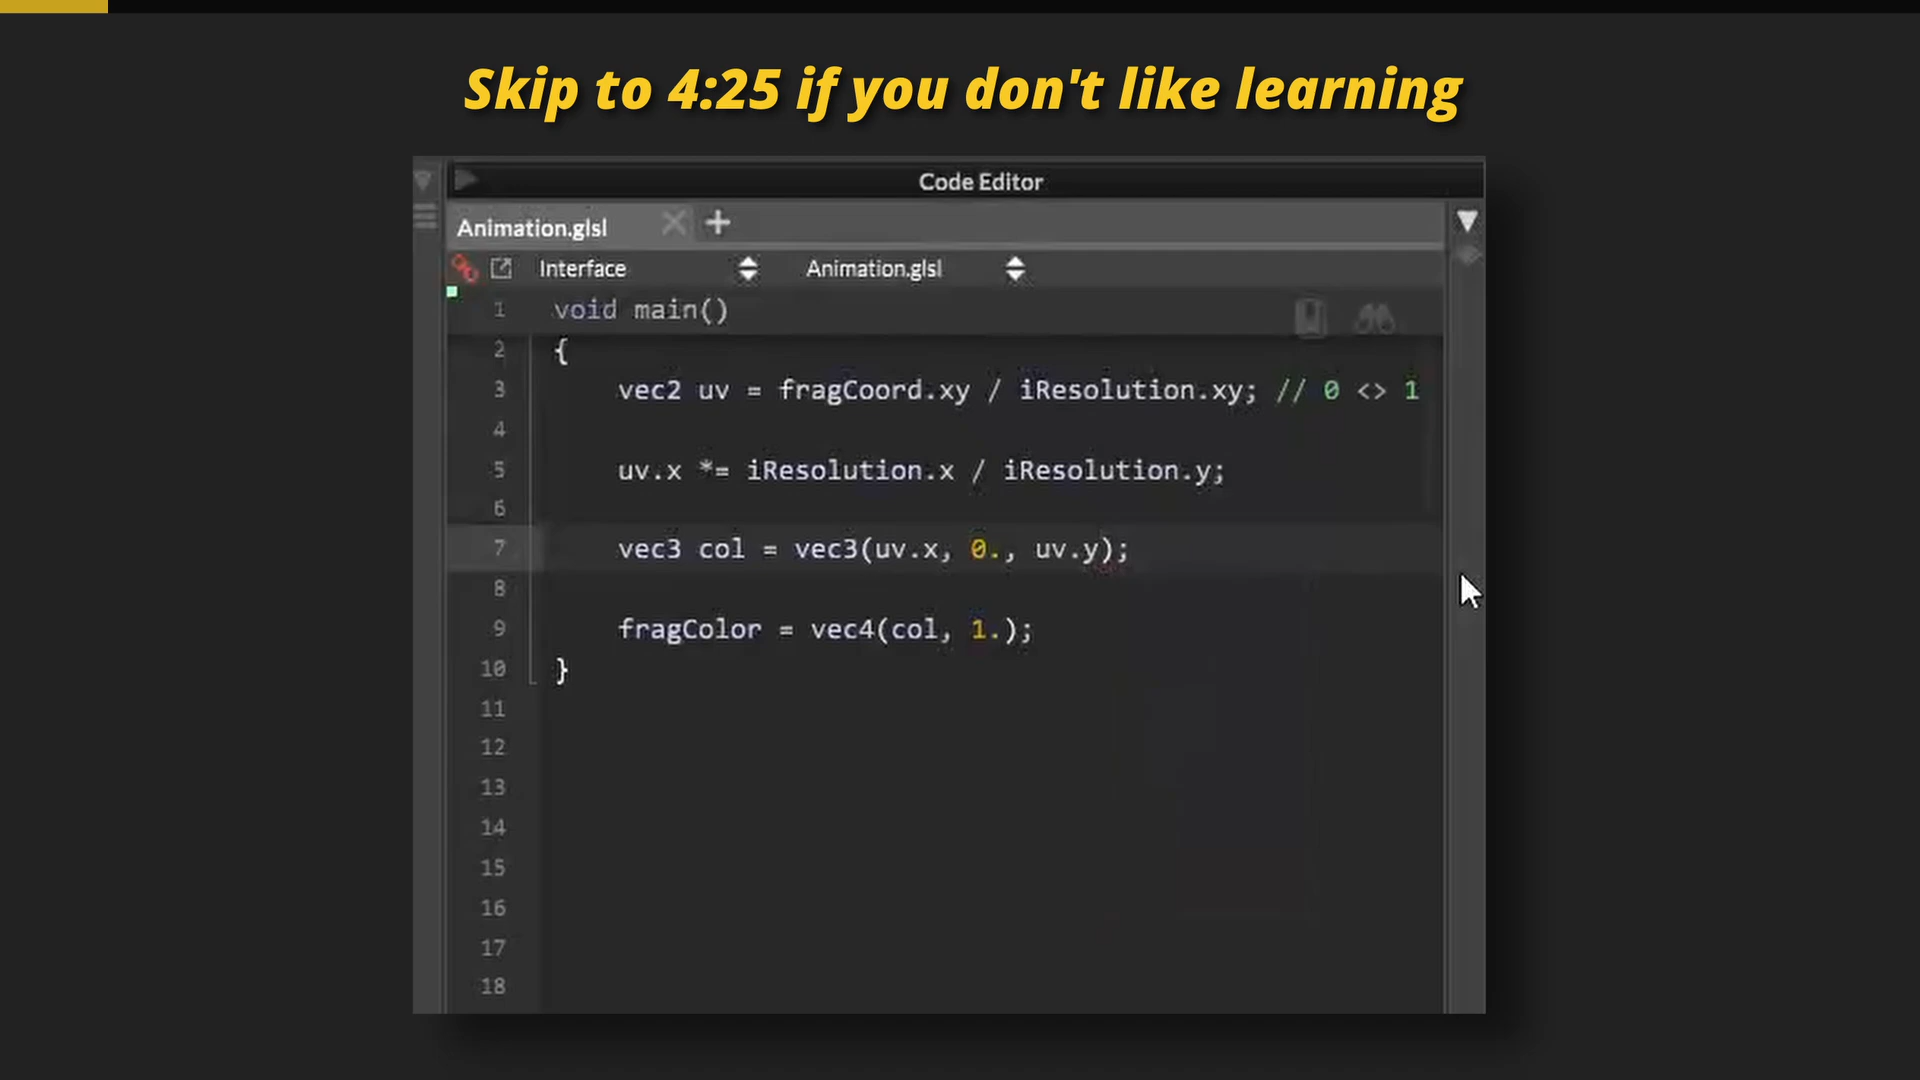 Skip to 4:25 if you don't like learning
Code Editor
Animation.glsl
Interface Animation.glsl
1 void main()
2 {
3 vec2 uv = fragCoord.xy / iResolution.xy; // 0 <> 1
4
5 uv.x *= iResolution.x / iResolution.y;
6
7 vec3 col = vec3(uv.x, 0., uv.y);
8
9 fragColor = vec4(col, 1.);
10 }
11
12
13
14
15
16
17
18